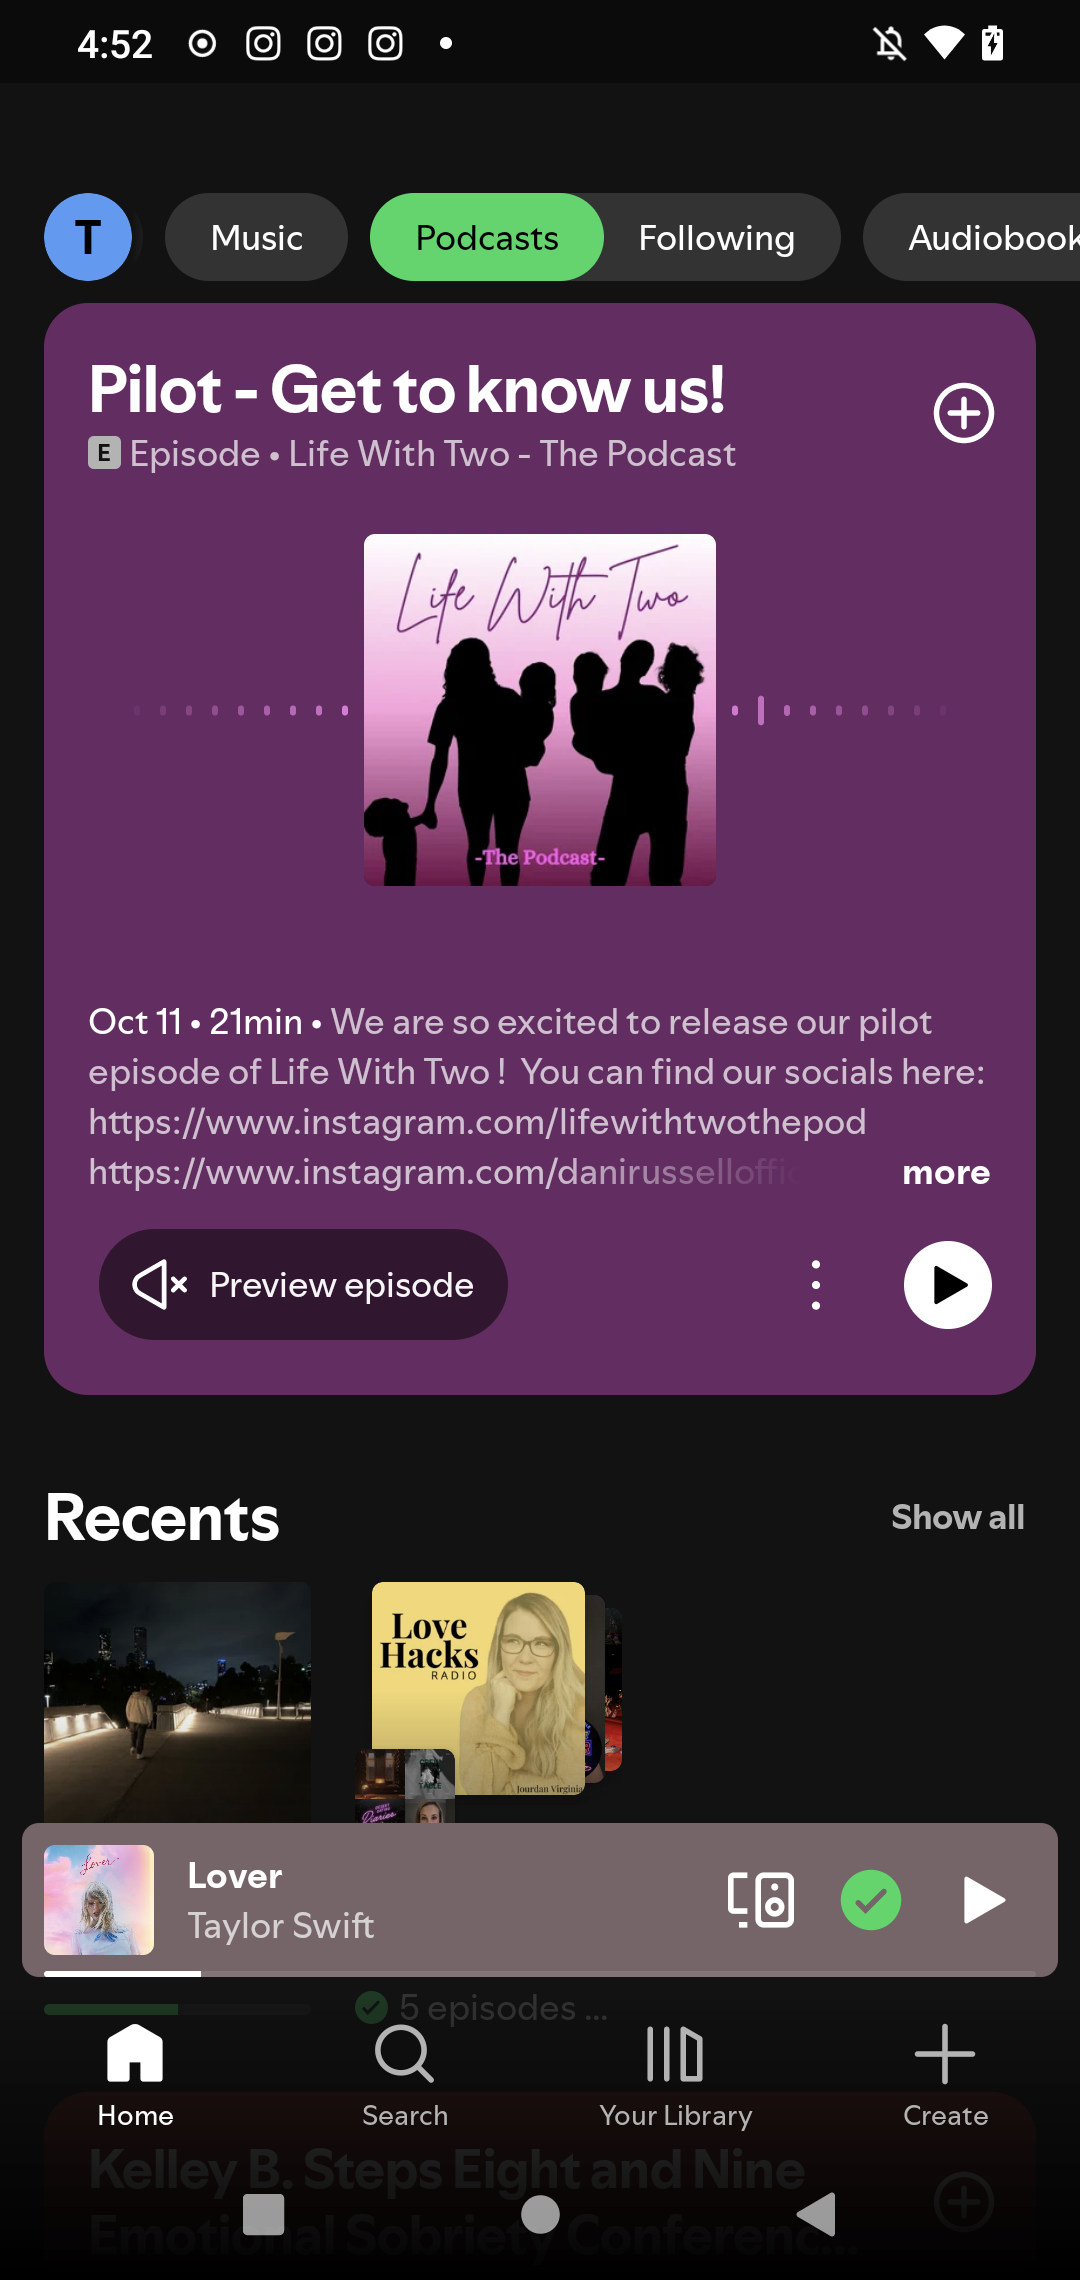 4:52
T
Music
Podcasts
Following
Audiobook
Pilot - Get to know us!
E Episode • Life With Two - The Podcast
Life With Two
-The Podcast-
Oct 11 • 21min • We are so excited to release our pilot
episode of Life With Two ! You can find our socials here:
https://www.instagram.com/lifewithtwothepod
https://www.instagram.com/danirusselloffic
more
Preview episode
Recents
Show all
Love
Hacks
RADIO
Jourdan Virginia
Diaries
Lover
Lover
Taylor Swift
5 episodes ...
Home
Search
Your Library
Create
Kelley B. Steps Eight and Nine
Emotional Sobriety Conferenc...